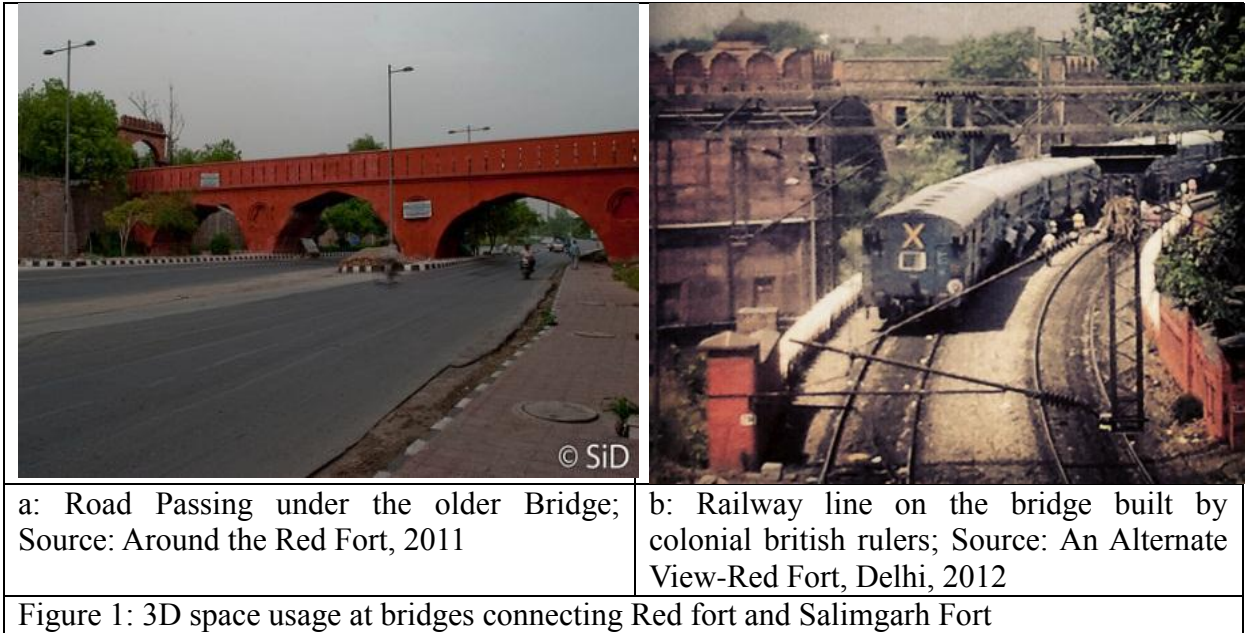 © SiD
X
a: Road Passing under the older Bridge;
Source: Around the Red Fort, 2011
b: Railway line on the bridge built by
colonial british rulers; Source: An Alternate
View-Red Fort, Delhi, 2012
Figure 1: 3D space usage at bridges connecting Red fort and Salimgarh Fort